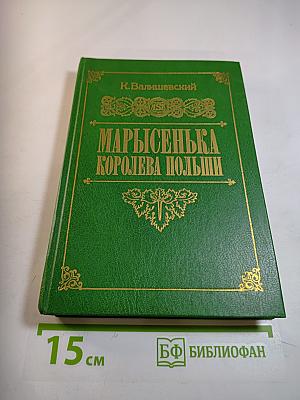 К. Валишевский
МАРЫСЕНЬКА
КОРОЛЕВА ПОЛЬШИ
15 см
БФ БИБЛИОФАН